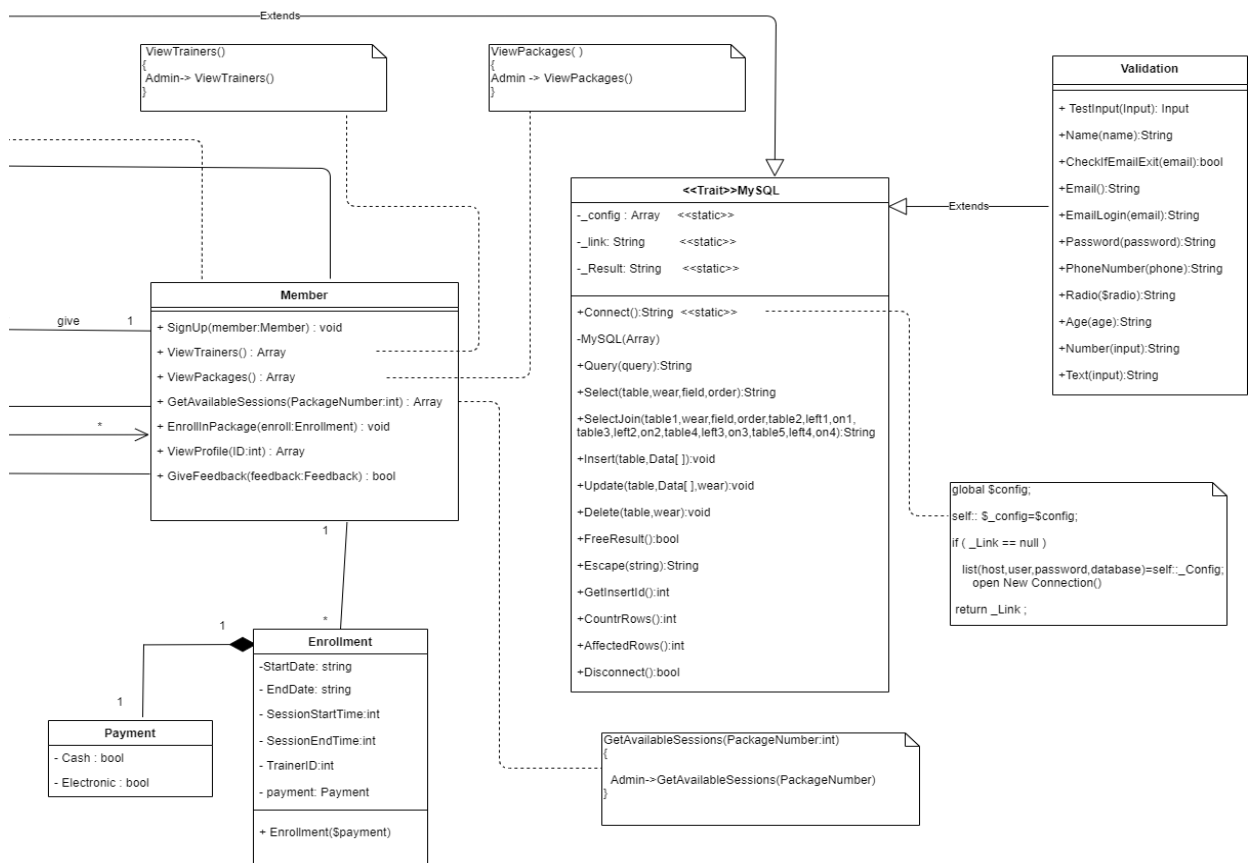 Extends
ViewTrainers()
{
Admin-> ViewTrainers()
}
ViewPackages( )
{
Admin -> ViewPackages()
}
Validation
+ TestInput(Input): Input
+Name(name):String
+CheckIfEmailExit(email):bool
+Email():String
+EmailLogin(email):String
+Password(password):String
+PhoneNumber(phone):String
+Radio($radio):String
+Age(age):String
+Number(input):String
+Text(input):String
<<Trait>>MySQL
-_config : Array <<static>>
-_link: String <<static>>
-_Result: String <<static>>
+Connect():String <<static>>
-MySQL(Array)
+Query(query):String
+Select(table,wear,field,order):String
+SelectJoin(table1,wear,field,order,table2,left1,on1,
table3,left2,on2,table4,left3,on3,table5,left4,on4):String
+Insert(table,Data[ ]):void
+Update(table,Data[ ],wear):void
+Delete(table,wear):void
+FreeResult():bool
+Escape(string):String
+GetInsertId():int
+CountrRows():int
+AffectedRows():int
+Disconnect():bool
Extends
Member
+ SignUp(member:Member) : void
+ ViewTrainers() : Array
+ ViewPackages() : Array
+ GetAvailableSessions(PackageNumber:int) : Array
+ EnrollInPackage(enroll:Enrollment) : void
+ ViewProfile(ID:int) : Array
+ GiveFeedback(feedback:Feedback) : bool
give
1
*
1
*
global $config;
self:: $_config=$config;
if ( _Link == null )
list(host,user,password,database)=self::_Config;
open New Connection()
return _Link ;
Enrollment
-StartDate: string
- EndDate: string
- SessionStartTime:int
- SessionEndTime:int
- TrainerID:int
- payment: Payment
+ Enrollment($payment)
1
1
Payment
- Cash : bool
- Electronic : bool
GetAvailableSessions(PackageNumber:int)
{
Admin->GetAvailableSessions(PackageNumber)
}